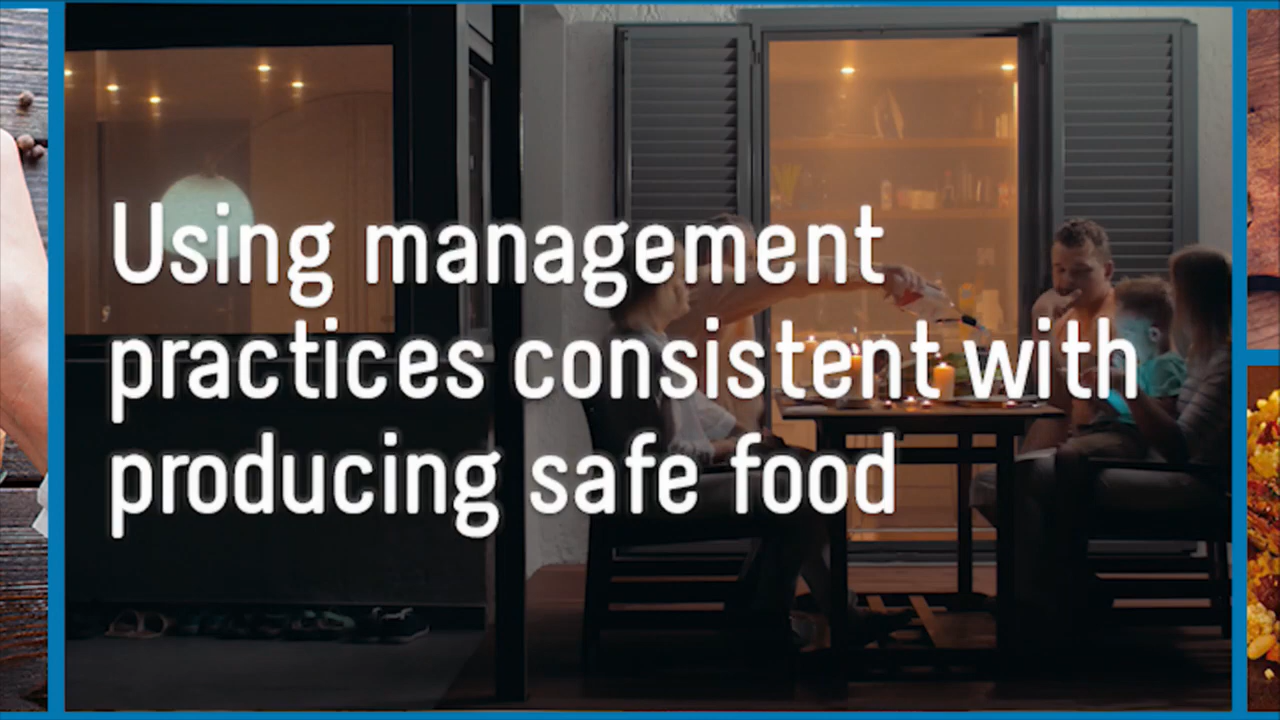 Using management
practices consistent with
producing safe food